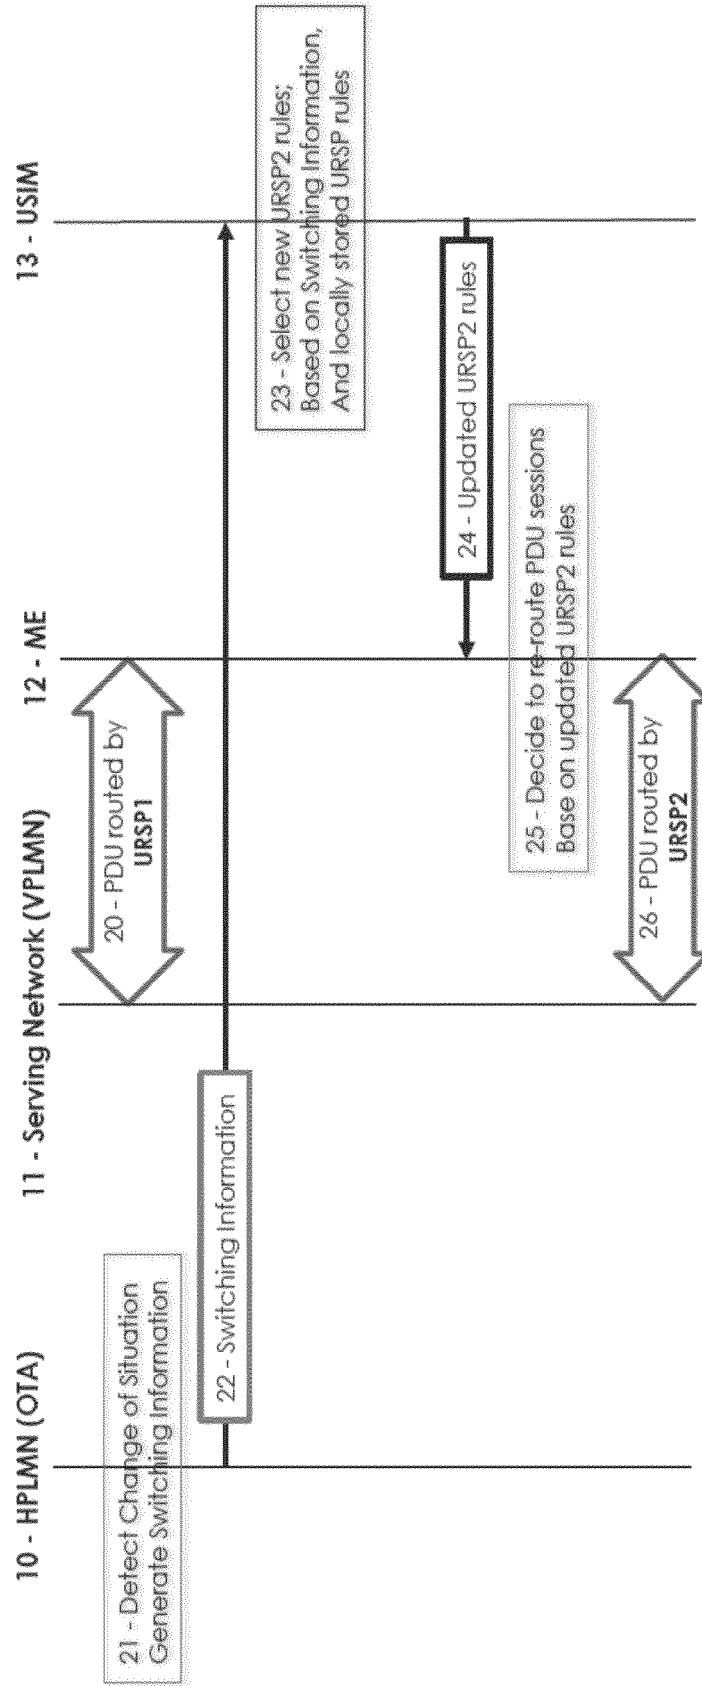 10 - HPLMN (OTA)
11 - Serving Network (VPLMN)
12 - ME
13 - USIM
20 - PDU routed by
URSP1
21 - Detect Change of Situation
Generate Switching Information
22 - Switching Information
23 - Select new URSP2 rules;
Based on Switching Information,
And locally stored URSP rules
24 - Updated URSP2 rules
25 - Decide to re-route PDU sessions
Base on updated URSP2 rules
26 - PDU routed by
URSP2